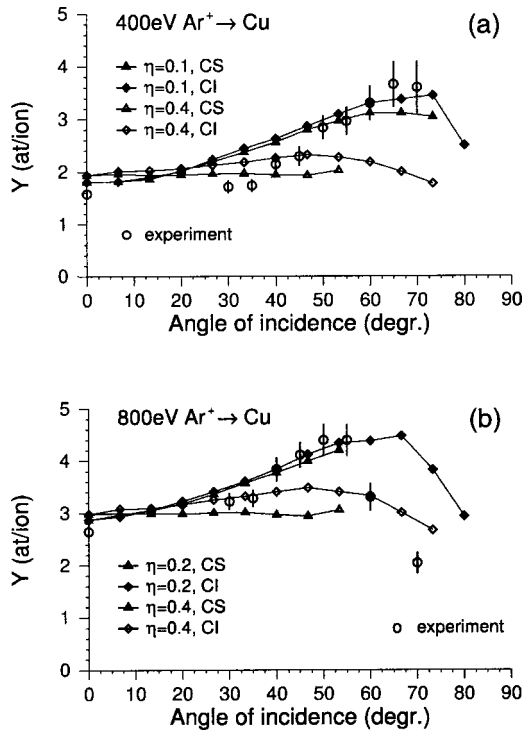 400eV Ar+ → Cu
(a)
η=0.1, CS
η=0.1, CI
η=0.4, CS
η=0.4, CI
experiment
Y (at/ion)
5
4
3
2
1
0
0 10 20 30 40 50 60 70 80 90
Angle of incidence (degr.)
800eV Ar+ → Cu
(b)
Y (at/ion)
5
4
3
2
1
0
η=0.2, CS
η=0.2, CI
η=0.4, CS
η=0.4, CI
experiment
0 10 20 30 40 50 60 70 80 90
Angle of incidence (degr.)